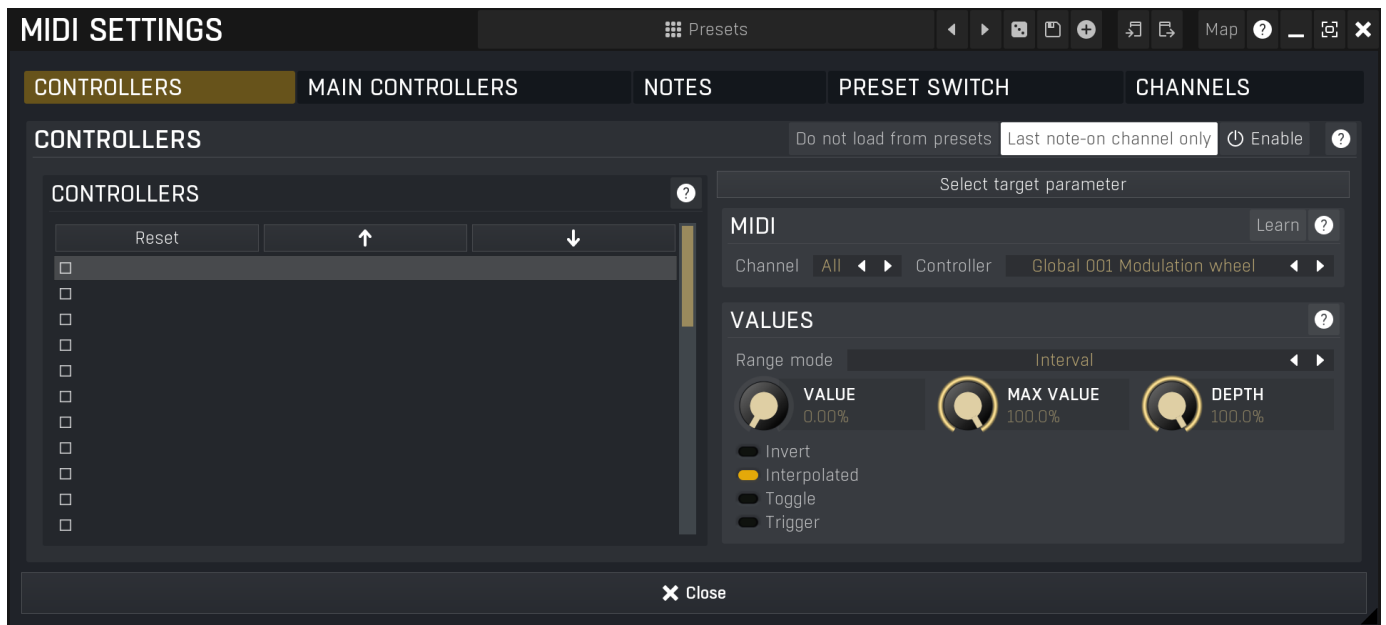 MIDI SETTINGS Presets Map ?
CONTROLLERS MAIN CONTROLLERS NOTES PRESET SWITCH CHANNELS
CONTROLLERS Do not load from presets Last note-on channel only Enable ?
CONTROLLERS ?
Reset
Select target parameter
MIDI Learn ?
Channel All Controller Global 001 Modulation wheel
VALUES ?
Range mode Interval
VALUE
0.00%
MAX VALUE
100.0%
DEPTH
100.0%
Invert
Interpolated
Toggle
Trigger
Close